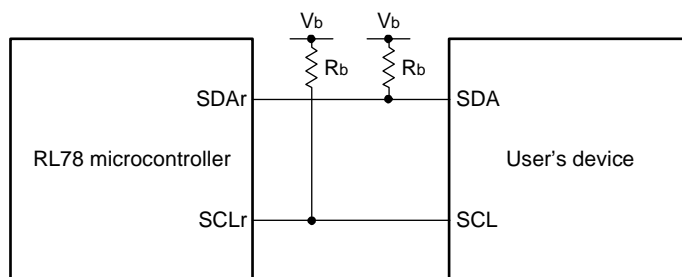 Vb Vb
Rb Rb
SDAr SDA
RL78 microcontroller User's device
SCLr SCL